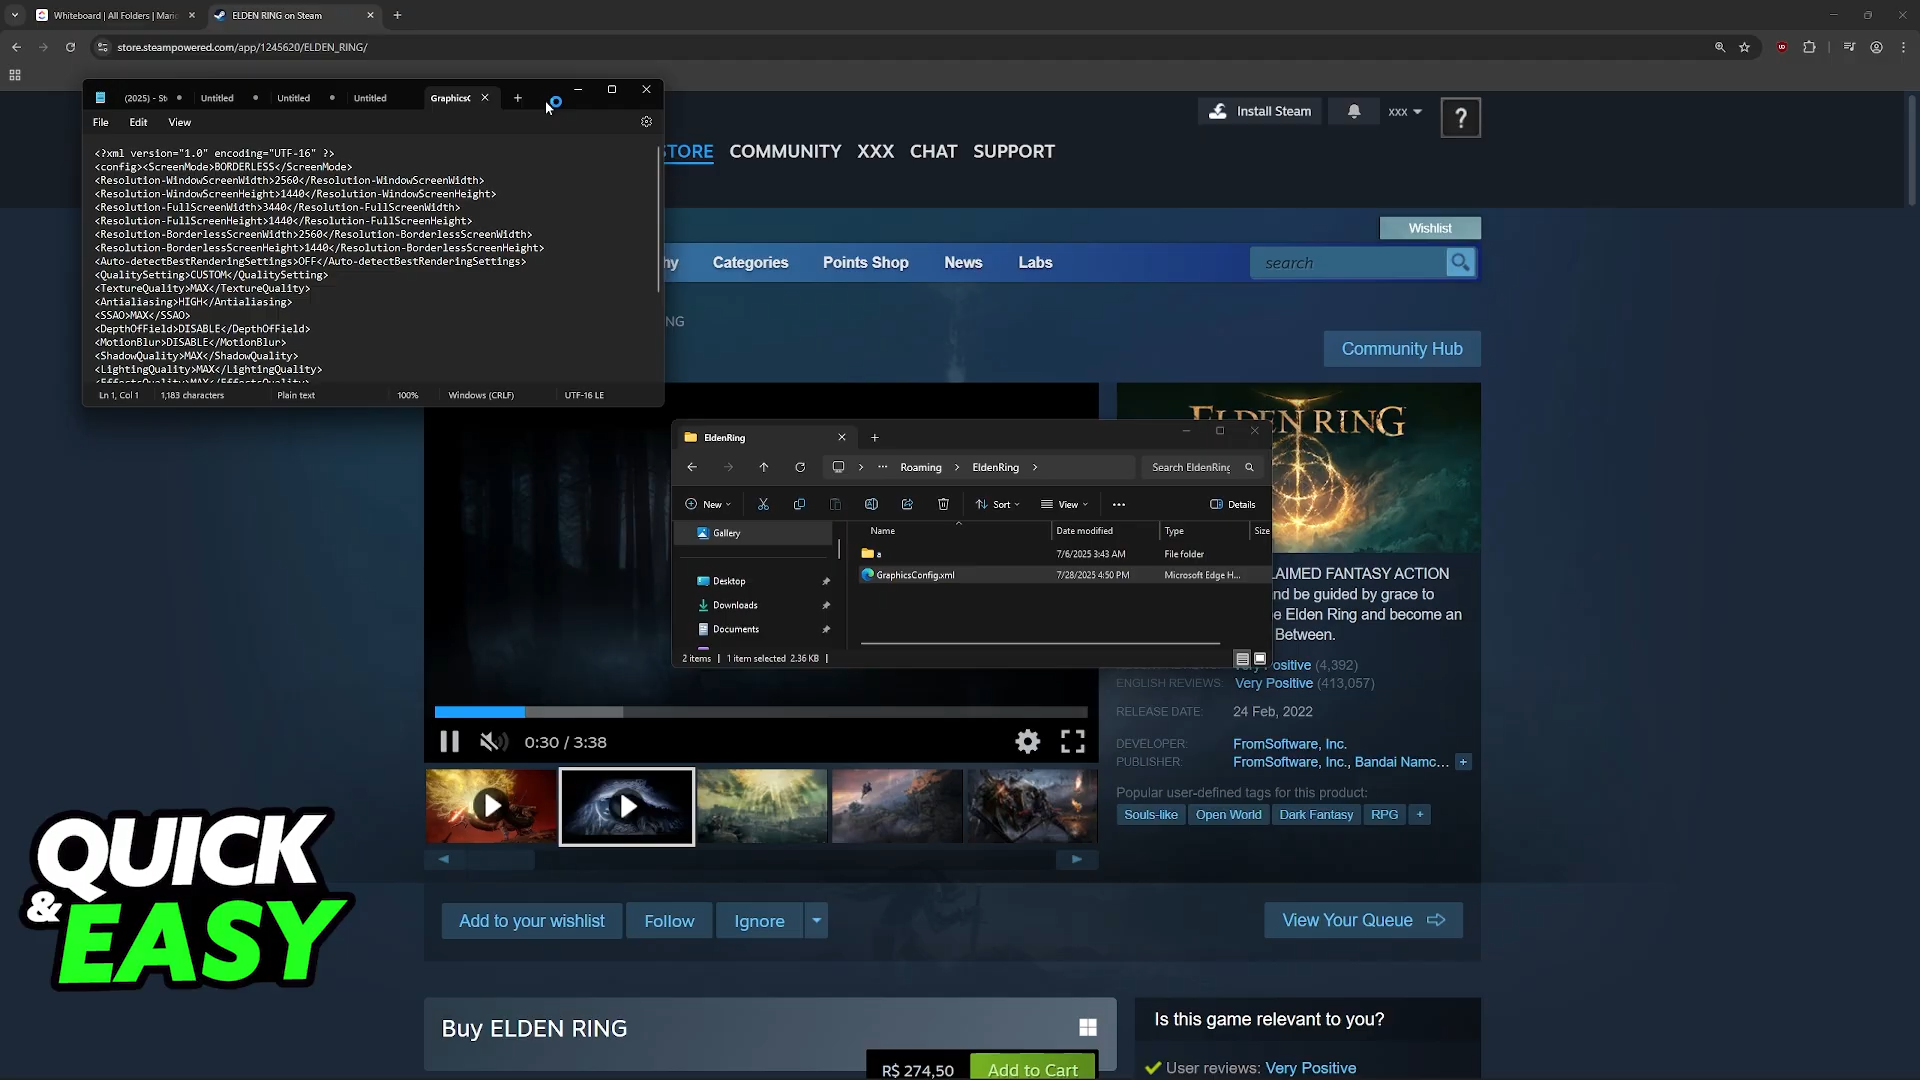 Whiteboard | All Folders | Mario
ELDEN RING on Steam
store.steampowered.com/app/1245620/ELDEN_RING/
(2025) - St
Untitled
Untitled
Untitled
GraphicsC
File
Edit
View
<?xml version="1.0" encoding="UTF-16" ?>
<config><ScreenMode>BORDERLESS</ScreenMode>
<Resolution-WindowScreenWidth>2560</Resolution-WindowScreenWidth>
<Resolution-WindowScreenHeight>1440</Resolution-WindowScreenHeight>
<Resolution-FullScreenWidth>3440</Resolution-FullScreenWidth>
<Resolution-FullScreenHeight>1440</Resolution-FullScreenHeight>
<Resolution-BorderlessScreenWidth>2560</Resolution-BorderlessScreenWidth>
<Resolution-BorderlessScreenHeight>1440</Resolution-BorderlessScreenHeight>
<Auto-detectBestRenderingSettings>OFF</Auto-detectBestRenderingSettings>
<QualitySetting>CUSTOM</QualitySetting>
<TextureQuality>MAX</TextureQuality>
<Antialiasing>HIGH</Antialiasing>
<SSAO>MAX</SSAO>
<DepthOfField>DISABLE</DepthOfField>
<MotionBlur>DISABLE</MotionBlur>
<ShadowQuality>MAX</ShadowQuality>
<LightingQuality>MAX</LightingQuality>
<EffectsQuality>MAX</EffectsQuality>
Ln 1, Col 1
1,183 characters
Plain text
100%
Windows (CRLF)
UTF-16 LE
Install Steam
xxx
?
TORE
COMMUNITY
XXX
CHAT
SUPPORT
Wishlist
hy
Categories
Points Shop
News
Labs
search
NG
Community Hub
EldenRing
Roaming
EldenRing
Search EldenRing
New
Sort
View
Details
Name
Date modified
Type
Size
Gallery
Desktop
Downloads
Documents
a
7/6/2025 3:43 AM
File folder
GraphicsConfig.xml
7/28/2025 4:50 PM
Microsoft Edge H...
2 items
1 item selected 2.36 KB
ELDEN RING
AIMED FANTASY ACTION
nd be guided by grace to
e Elden Ring and become an
Between.
Very Positive (4,392)
ENGLISH REVIEWS:
Very Positive (413,057)
RELEASE DATE:
24 Feb, 2022
DEVELOPER:
FromSoftware, Inc.
PUBLISHER:
FromSoftware, Inc., Bandai Namc...
+
Popular user-defined tags for this product:
Souls-like
Open World
Dark Fantasy
RPG
+
0:30 / 3:38
QUICK
& EASY
Add to your wishlist
Follow
Ignore
View Your Queue
Buy ELDEN RING
R$ 274,50
Add to Cart
Is this game relevant to you?
User reviews: Very Positive